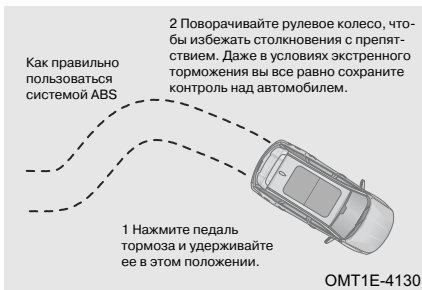 Как правильно
пользоваться
системой ABS
2 Поворачивайте рулевое колесо, что-
бы избежать столкновения с препят-
ствием. Даже в условиях экстренного
торможения вы все равно сохраните
контроль над автомобилем.
1 Нажмите педаль
тормоза и удерживайте
ее в этом положении.
OMT1E-4130